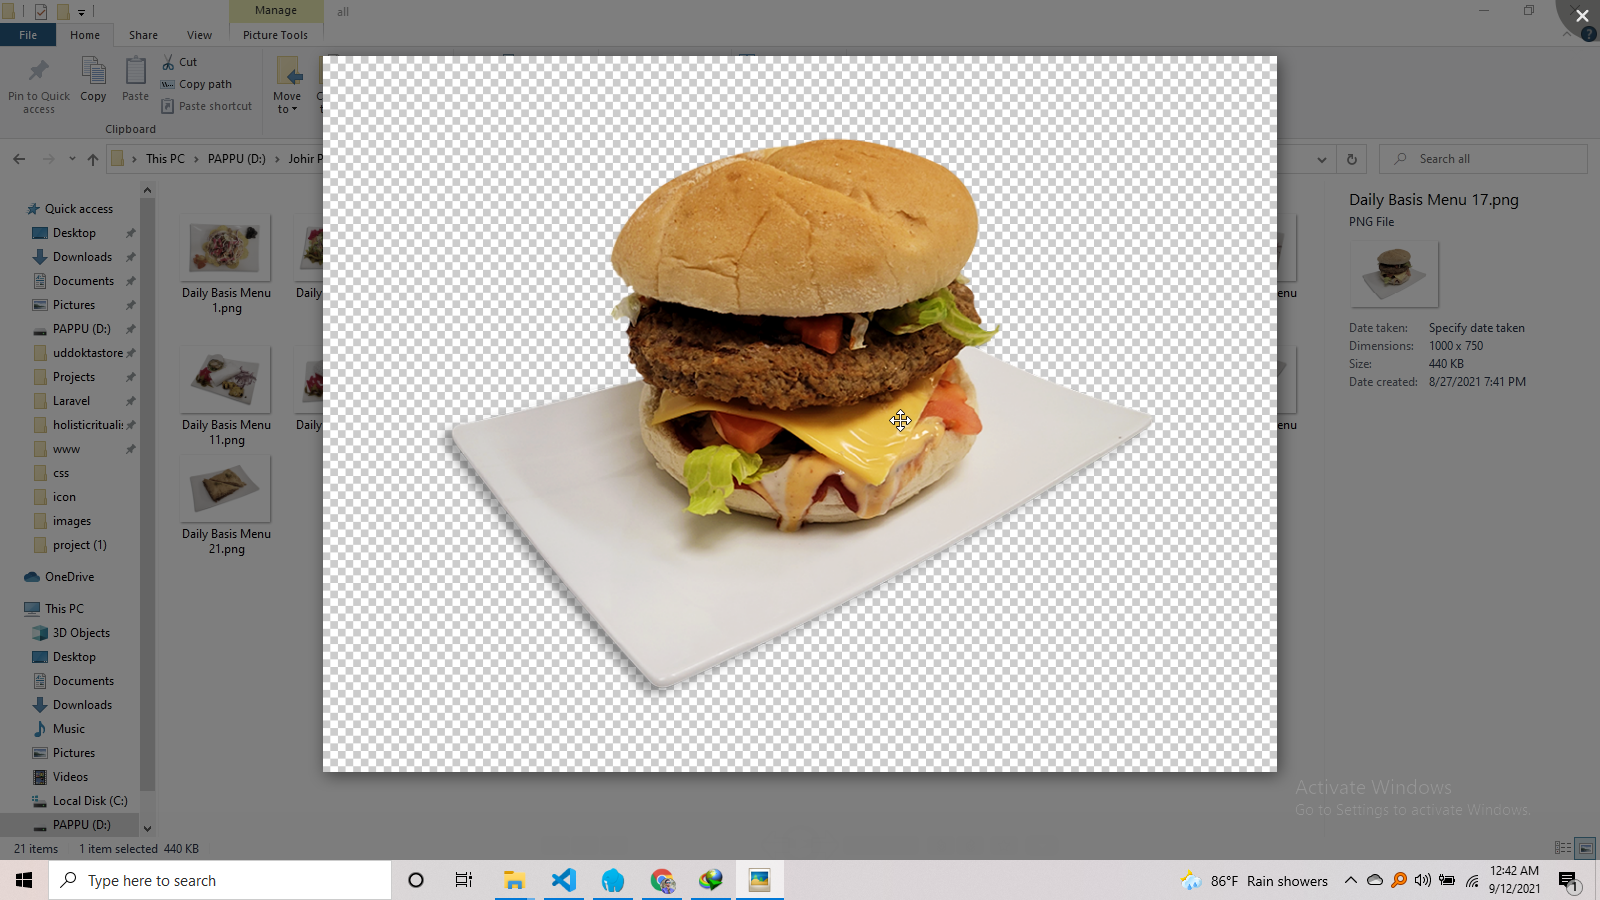 Manage
all
File
Home
Share
View
Picture Tools
Pin to Quick
access
Copy
Paste
Cut
Copy path
Paste shortcut
Move
to
Clipboard
This PC
PAPPU (D:)
Johir P
Search all
Quick access
Desktop
Downloads
Documents
Pictures
PAPPU (D:)
uddoktastore
Projects
Laravel
holisticritualis
www
css
icon
images
project (1)
OneDrive
This PC
3D Objects
Desktop
Documents
Downloads
Music
Pictures
Videos
Local Disk (C:)
PAPPU (D:)
Daily Basis Menu
1.png
Daily
Daily Basis Menu
11.png
Daily
Daily Basis Menu
21.png
enu
enu
Daily Basis Menu 17.png
PNG File
Date taken: Specify date taken
Dimensions: 1000 x 750
Size: 440 KB
Date created: 8/27/2021 7:41 PM
Activate Windows
Go to Settings to activate Windows.
21 items
1 item selected 440 KB
Type here to search
86°F Rain showers
12:42 AM
9/12/2021
1